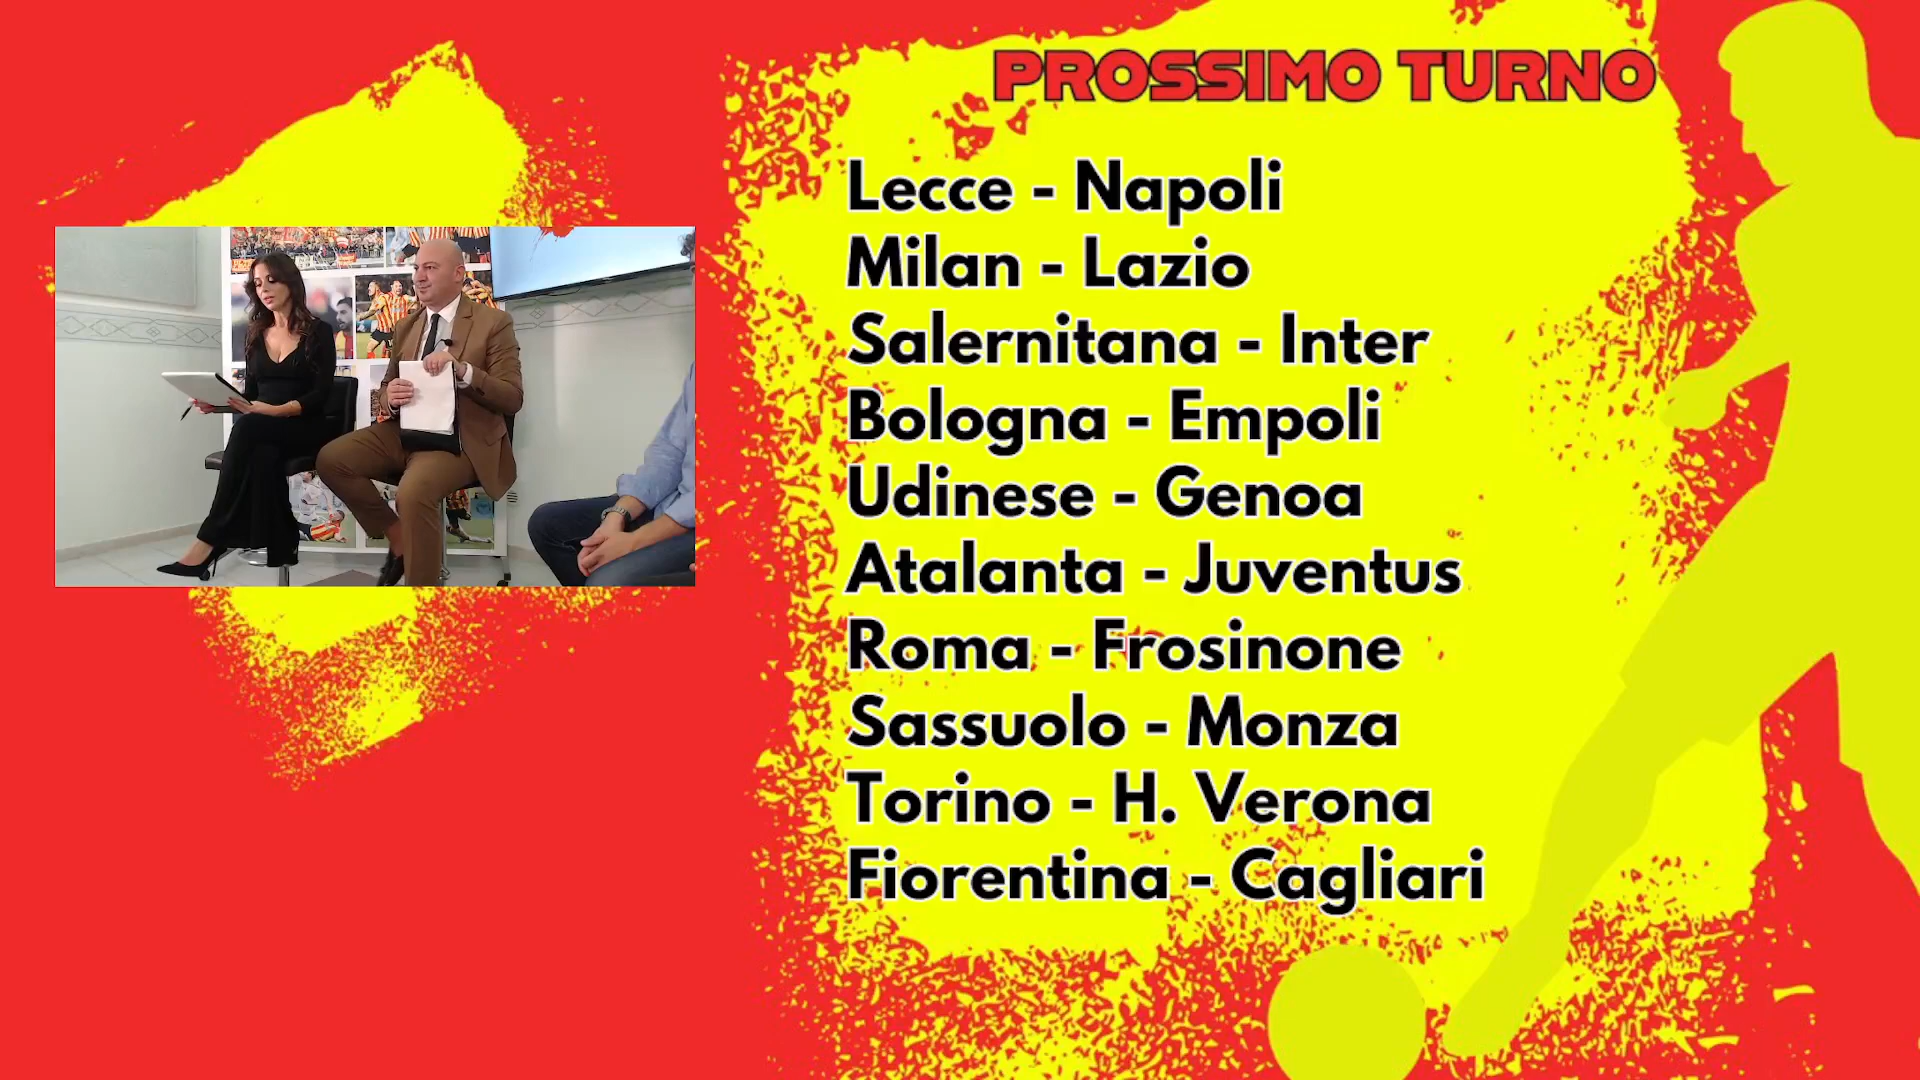 PROSSIMO TURNO
Lecce - Napoli
Milan - Lazio
Salernitana - Inter
Bologna - Empoli
Udinese - Genoa
Atalanta - Juventus
Roma - Frosinone
Sassuolo - Monza
Torino - H. Verona
Fiorentina - Cagliari